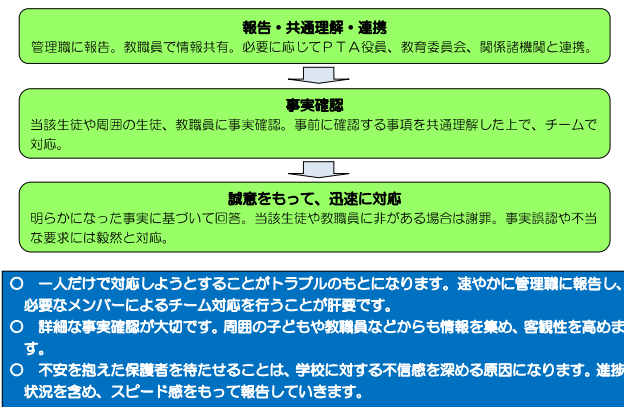 報告・共通理解・連携
管理職に報告。教職員で情報共有。必要に応じてＰＴＡ役員、教育委員会、関係諸機関と連携。
事実確認
当該生徒や周囲の生徒、教職員に事実確認。事前に確認する事項を共通理解した上で、チームで
対応。
誠意をもって、迅速に対応
明らかになった事実に基づいて回答。当該生徒や教職員に非がある場合は謝罪。事実誤認や不当
な要求には毅然と対応。
○　一人だけで対応しようとすることがトラブルのもとになります。速やかに管理職に報告し、
必要なメンバーによるチーム対応を行うことが肝要です。
○　詳細な事実確認が大切です。周囲の子どもや教職員などからも情報を集め、客観性を高めま
す。
○　不安を抱えた保護者を待たせることは、学校に対する不信感を深める原因になります。進捗
状況を含め、スピード感をもって報告していきます。